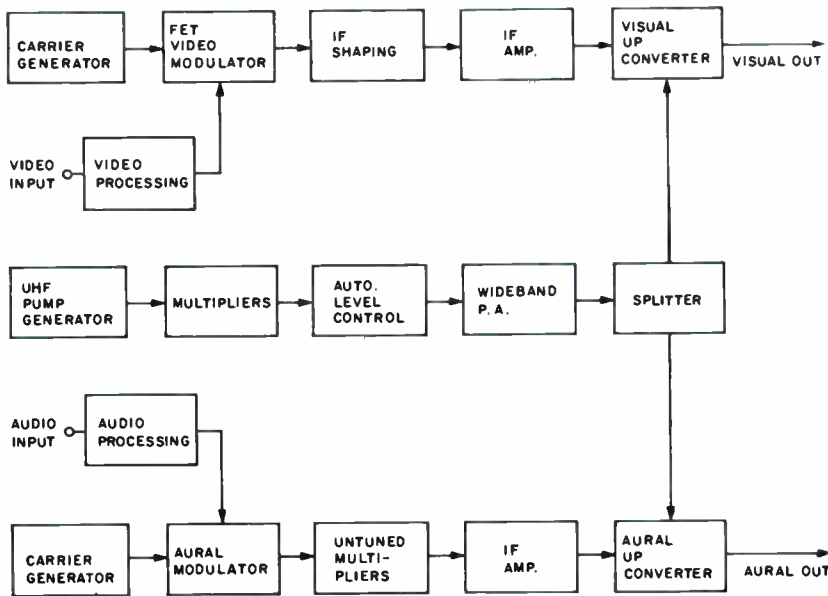 CARRIER
GENERATOR
FET
VIDEO
MODULATOR
IF
SHAPING
IF
AMP.
VISUAL
UP
CONVERTER
VISUAL OUT
VIDEO
INPUT
VIDEO
PROCESSING
UHF
PUMP
GENERATOR
MULTIPLIERS
AUTO.
LEVEL
CONTROL
WIDEBAND
P. A.
SPLITTER
AUDIO
INPUT
AUDIO
PROCESSING
CARRIER
GENERATOR
AURAL
MODULATOR
UNTUNED
MULTI-
PLIERS
IF
AMP.
AURAL
UP
CONVERTER
AURAL OUT